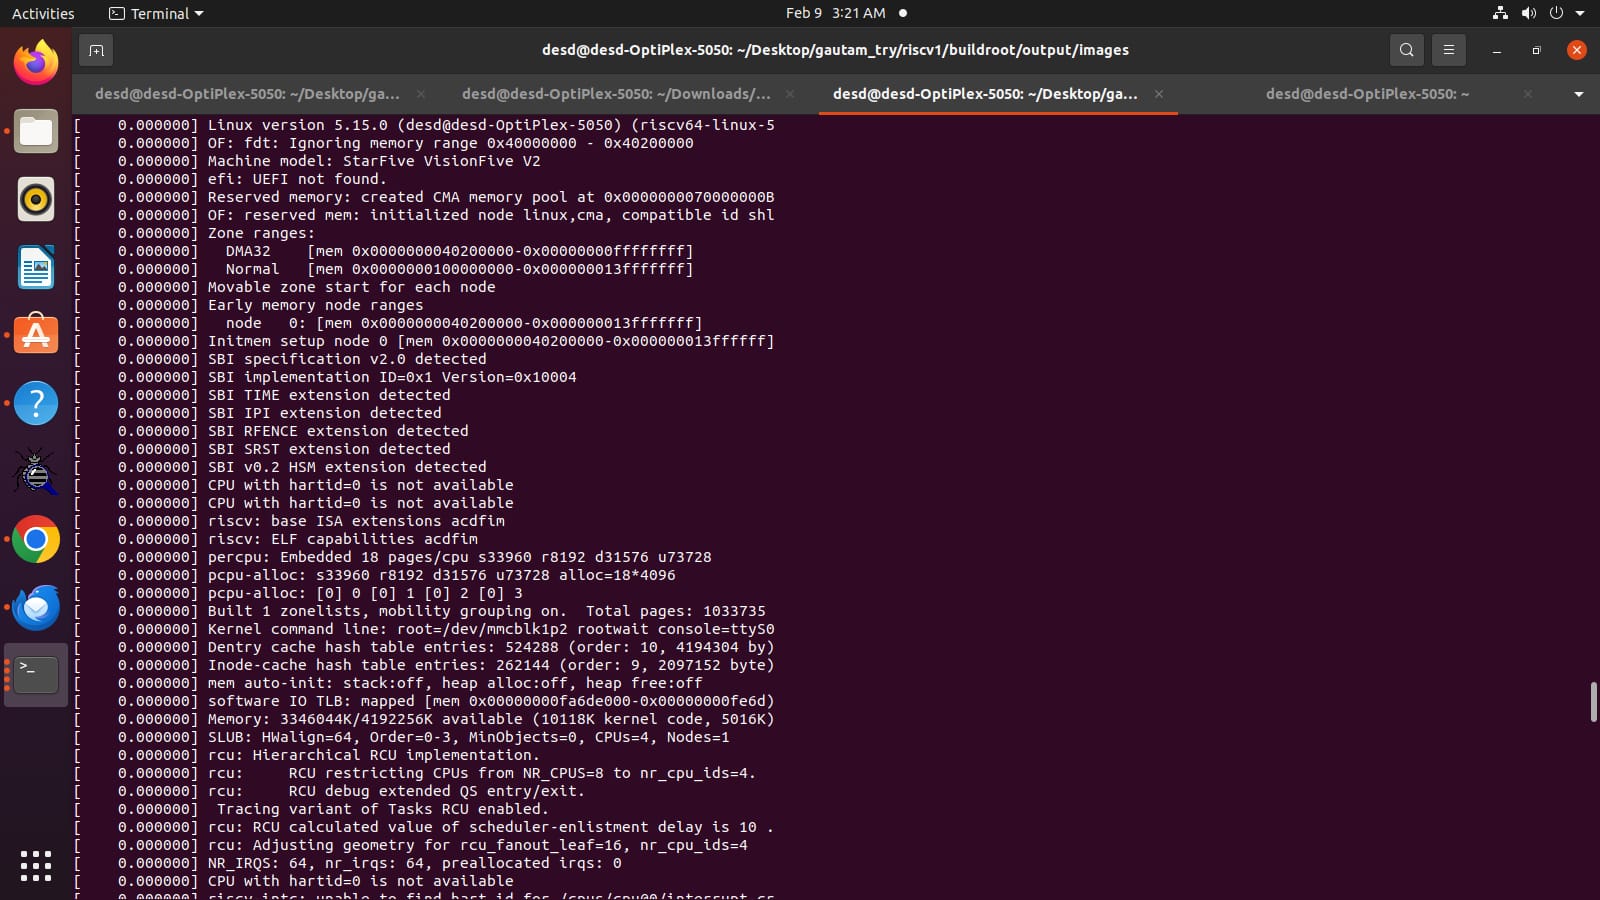 Activities
Terminal
Feb 9 3:21 AM
desd@desd-OptiPlex-5050: ~/Desktop/gautam_try/riscv1/buildroot/output/images
desd@desd-OptiPlex-5050: ~/Desktop/ga...
desd@desd-OptiPlex-5050: ~/Downloads/...
desd@desd-OptiPlex-5050: ~/Desktop/ga...
desd@desd-OptiPlex-5050: ~
[    0.000000] Linux version 5.15.0 (desd@desd-OptiPlex-5050) (riscv64-linux-5
[    0.000000] OF: fdt: Ignoring memory range 0x40000000 - 0x40200000
[    0.000000] Machine model: StarFive VisionFive V2
[    0.000000] efi: UEFI not found.
[    0.000000] Reserved memory: created CMA memory pool at 0x0000000070000000B
[    0.000000] OF: reserved mem: initialized node linux,cma, compatible id shl
[    0.000000] Zone ranges:
[    0.000000]   DMA32    [mem 0x0000000040200000-0x00000000ffffffff]
[    0.000000]   Normal   [mem 0x0000000100000000-0x000000013fffffff]
[    0.000000] Movable zone start for each node
[    0.000000] Early memory node ranges
[    0.000000]   node   0: [mem 0x0000000040200000-0x000000013fffffff]
[    0.000000] Initmem setup node 0 [mem 0x0000000040200000-0x000000013ffffff]
[    0.000000] SBI specification v2.0 detected
[    0.000000] SBI implementation ID=0x1 Version=0x10004
[    0.000000] SBI TIME extension detected
[    0.000000] SBI IPI extension detected
[    0.000000] SBI RFENCE extension detected
[    0.000000] SBI SRST extension detected
[    0.000000] SBI v0.2 HSM extension detected
[    0.000000] CPU with hartid=0 is not available
[    0.000000] CPU with hartid=0 is not available
[    0.000000] riscv: base ISA extensions acdfim
[    0.000000] riscv: ELF capabilities acdfim
[    0.000000] percpu: Embedded 18 pages/cpu s33960 r8192 d31576 u73728
[    0.000000] pcpu-alloc: s33960 r8192 d31576 u73728 alloc=18*4096
[    0.000000] pcpu-alloc: [0] 0 [0] 1 [0] 2 [0] 3
[    0.000000] Built 1 zonelists, mobility grouping on.  Total pages: 1033735
[    0.000000] Kernel command line: root=/dev/mmcblk1p2 rootwait console=ttyS0
[    0.000000] Dentry cache hash table entries: 524288 (order: 10, 4194304 by)
[    0.000000] Inode-cache hash table entries: 262144 (order: 9, 2097152 byte)
[    0.000000] mem auto-init: stack:off, heap alloc:off, heap free:off
[    0.000000] software IO TLB: mapped [mem 0x00000000fa6de000-0x00000000fe6d)
[    0.000000] Memory: 3346044K/4192256K available (10118K kernel code, 5016K)
[    0.000000] SLUB: HWalign=64, Order=0-3, MinObjects=0, CPUs=4, Nodes=1
[    0.000000] rcu: Hierarchical RCU implementation.
[    0.000000] rcu:     RCU restricting CPUs from NR_CPUS=8 to nr_cpu_ids=4.
[    0.000000] rcu:     RCU debug extended QS entry/exit.
[    0.000000]  Tracing variant of Tasks RCU enabled.
[    0.000000] rcu: RCU calculated value of scheduler-enlistment delay is 10 .
[    0.000000] rcu: Adjusting geometry for rcu_fanout_leaf=16, nr_cpu_ids=4
[    0.000000] NR_IRQS: 64, nr_irqs: 64, preallocated irqs: 0
[    0.000000] CPU with hartid=0 is not available